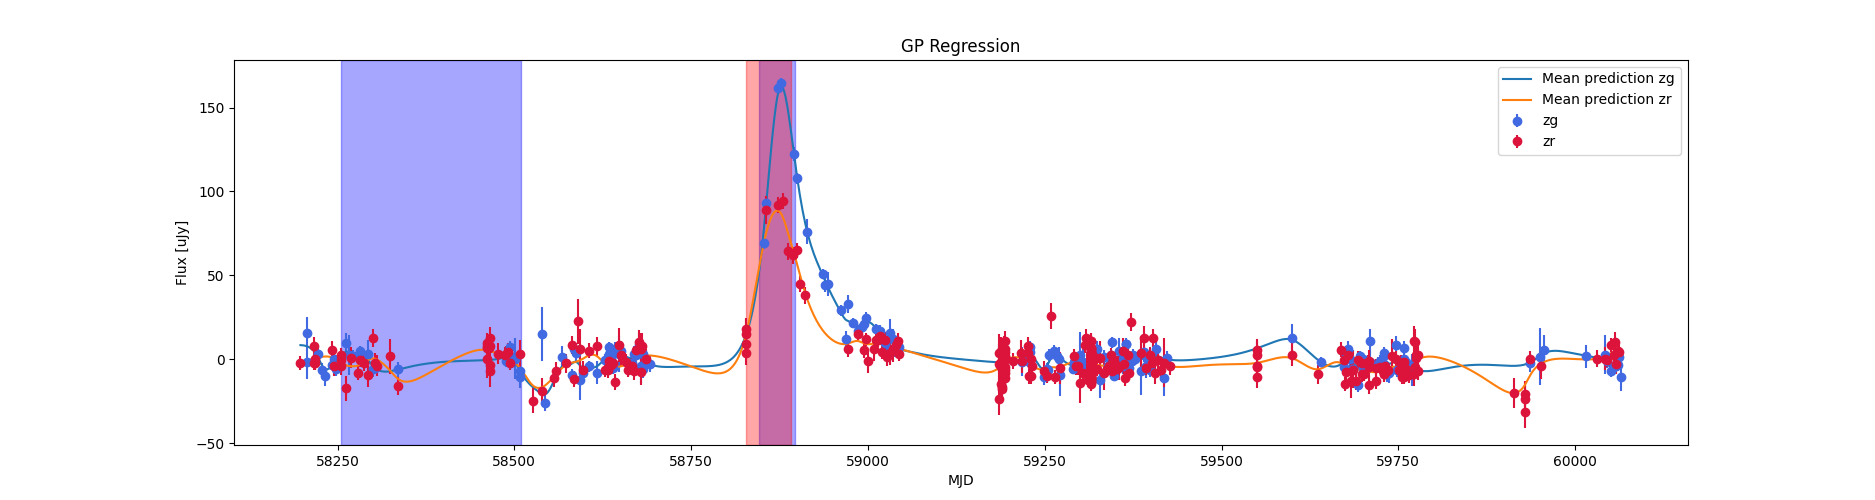 GP Regression
Mean prediction zg
Mean prediction zr
zg
zr
Flux [uJy]
150
100
50
0
−50
58250 58500 58750 59000 59250 59500 59750 60000
MJD